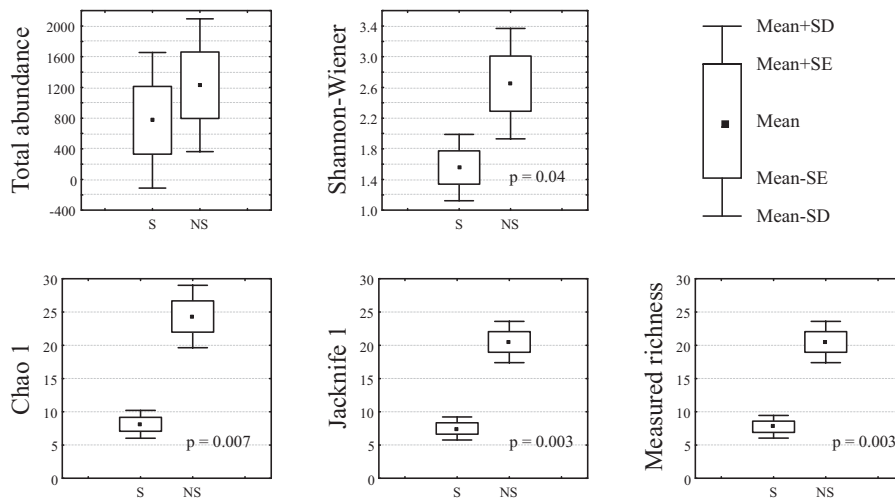 Total abundance
2200
2000
1600
1200
800
400
0
-400
S
NS
Shannon-Wiener
3.4
3.0
2.6
2.2
1.8
1.4
1.0
p = 0.04
S
NS
Mean+SD
Mean+SE
Mean
Mean-SE
Mean-SD
Chao 1
30
25
20
15
10
5
0
p = 0.007
S
NS
Jacknife 1
30
25
20
15
10
5
0
p = 0.003
S
NS
Measured richness
30
25
20
15
10
5
0
p = 0.003
S
NS